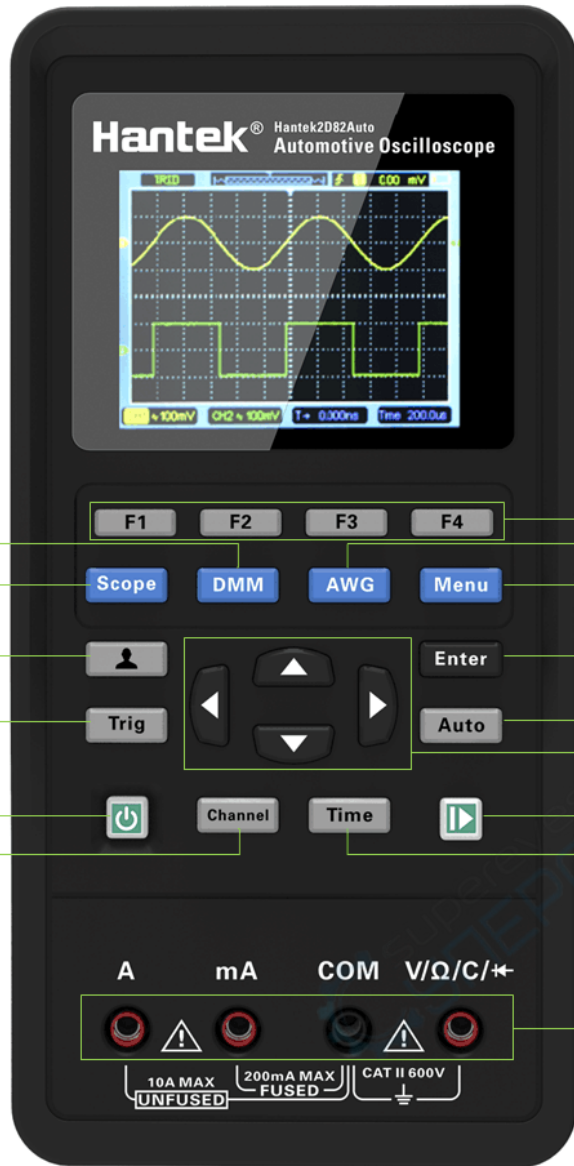 Hantek® Hantek2D82Auto
Automotive Oscilloscope
TRID 0.00 mV
100mV CH2 100mV T→ 0.000ns Time 200.0us
F1 F2 F3 F4
Scope DMM AWG Menu
Enter
Trig Auto
Channel Time
A mA COM V/Ω/C/
10A MAX 200mA MAX CAT II 600V
UNFUSED FUSED